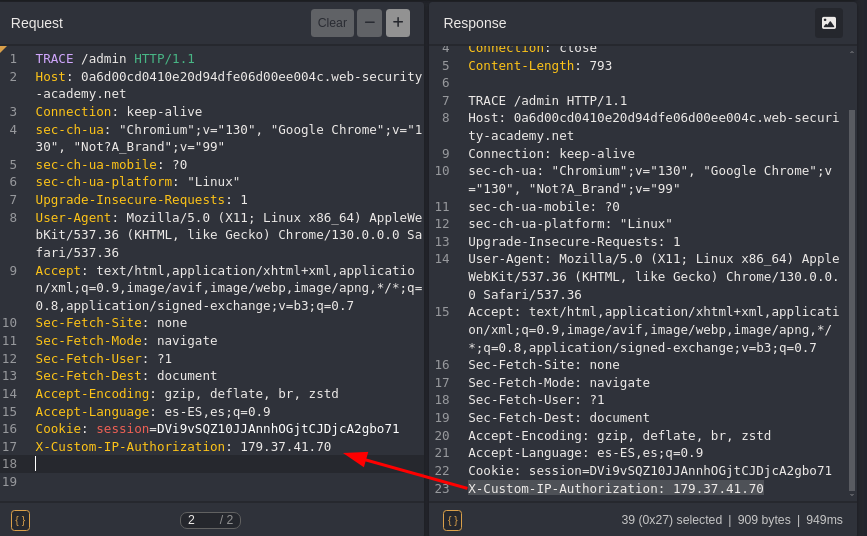 Request
Clear
−
+
1 TRACE /admin HTTP/1.1
2 Host: 0a6d00cd0410e20d94dfe06d00ee004c.web-security
-academy.net
3 Connection: keep-alive
4 sec-ch-ua: "Chromium";v="130", "Google Chrome";v="1
30", "Not?A_Brand";v="99"
5 sec-ch-ua-mobile: ?0
6 sec-ch-ua-platform: "Linux"
7 Upgrade-Insecure-Requests: 1
8 User-Agent: Mozilla/5.0 (X11; Linux x86_64) AppleWe
bKit/537.36 (KHTML, like Gecko) Chrome/130.0.0.0 Sa
fari/537.36
9 Accept: text/html,application/xhtml+xml,applicatio
n/xml;q=0.9,image/avif,image/webp,image/apng,*/*;q=
0.8,application/signed-exchange;v=b3;q=0.7
10 Sec-Fetch-Site: none
11 Sec-Fetch-Mode: navigate
12 Sec-Fetch-User: ?1
13 Sec-Fetch-Dest: document
14 Accept-Encoding: gzip, deflate, br, zstd
15 Accept-Language: es-ES,es;q=0.9
16 Cookie: session=DVi9vSQZ10JJAnnhOGjtCJDjcA2gbo71
17 X-Custom-IP-Authorization: 179.37.41.70
18
19
{ }
2 / 2
Response
4 Connection: close
5 Content-Length: 793
6
7 TRACE /admin HTTP/1.1
8 Host: 0a6d00cd0410e20d94dfe06d00ee004c.web-securi
ty-academy.net
9 Connection: keep-alive
10 sec-ch-ua: "Chromium";v="130", "Google Chrome";v
="130", "Not?A_Brand";v="99"
11 sec-ch-ua-mobile: ?0
12 sec-ch-ua-platform: "Linux"
13 Upgrade-Insecure-Requests: 1
14 User-Agent: Mozilla/5.0 (X11; Linux x86_64) Apple
WebKit/537.36 (KHTML, like Gecko) Chrome/130.0.0.
0 Safari/537.36
15 Accept: text/html,application/xhtml+xml,applicati
on/xml;q=0.9,image/avif,image/webp,image/apng,*/
*;q=0.8,application/signed-exchange;v=b3;q=0.7
16 Sec-Fetch-Site: none
17 Sec-Fetch-Mode: navigate
18 Sec-Fetch-User: ?1
19 Sec-Fetch-Dest: document
20 Accept-Encoding: gzip, deflate, br, zstd
21 Accept-Language: es-ES,es;q=0.9
22 Cookie: session=DVi9vSQZ10JJAnnhOGjtCJDjcA2gbo71
23 X-Custom-IP-Authorization: 179.37.41.70
{ }
39 (0x27) selected | 909 bytes | 949ms